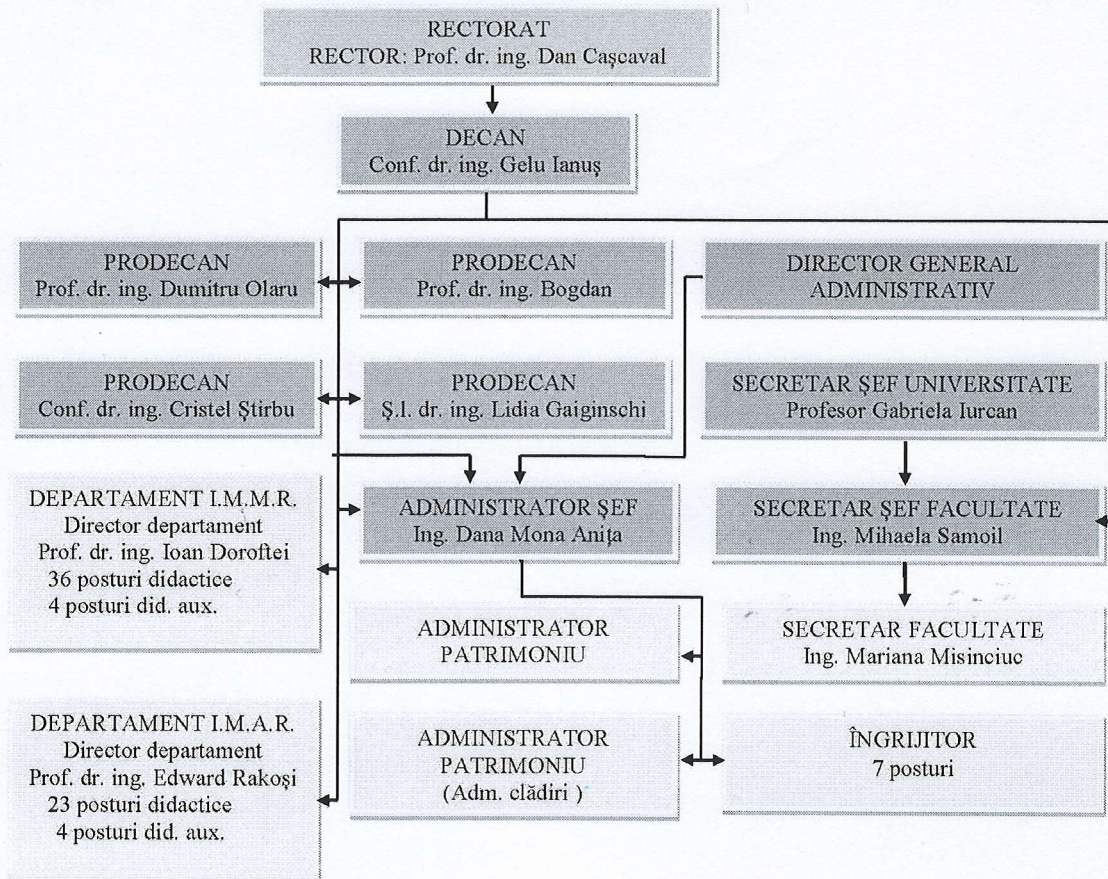 RECTORAT
RECTOR: Prof. dr. ing. Dan Cașcaval
DECAN
Conf. dr. ing. Gelu Ianuș
PRODECAN
Prof. dr. ing. Dumitru Olaru
PRODECAN
Prof. dr. ing. Bogdan
DIRECTOR GENERAL
ADMINISTRATIV
PRODECAN
Conf. dr. ing. Cristel Știrbu
PRODECAN
Ș.l. dr. ing. Lidia Gaiginschi
SECRETAR ȘEF UNIVERSITATE
Profesor Gabriela Iurcan
DEPARTAMENT I.M.M.R.
Director departament
Prof. dr. ing. Ioan Doroftei
36 posturi didactice
4 posturi did. aux.
ADMINISTRATOR ȘEF
Ing. Dana Mona Anița
SECRETAR ȘEF FACULTATE
Ing. Mihaela Samoil
ADMINISTRATOR
PATRIMONIU
SECRETAR FACULTATE
Ing. Mariana Misinciuc
DEPARTAMENT I.M.A.R.
Director departament
Prof. dr. ing. Edward Rakoși
23 posturi didactice
4 posturi did. aux.
ADMINISTRATOR
PATRIMONIU
(Adm. clădiri )
ÎNGRIJITOR
7 posturi